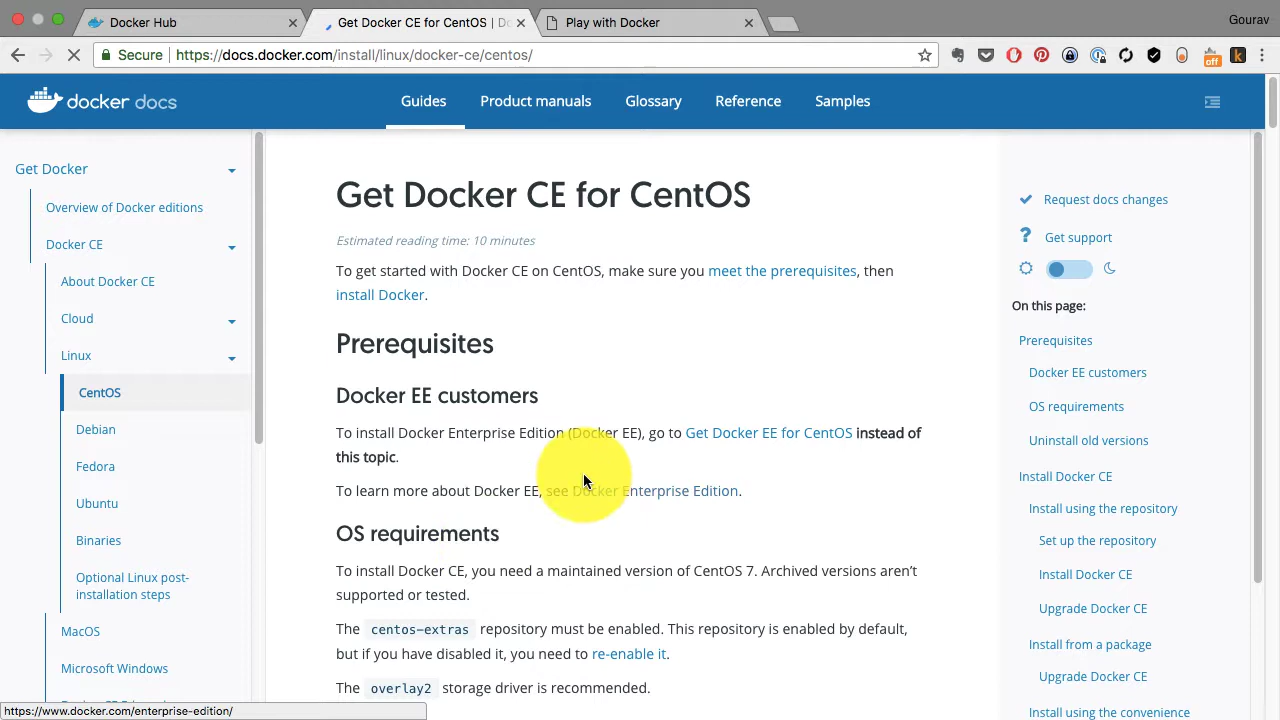 Docker Hub
Get Docker CE for CentOS | Do
Play with Docker
Gourav
Secure
https://docs.docker.com/install/linux/docker-ce/centos/
off
k
docker docs
Guides
Product manuals
Glossary
Reference
Samples
Get Docker
Overview of Docker editions
Docker CE
About Docker CE
Cloud
Linux
CentOS
Debian
Fedora
Ubuntu
Binaries
Optional Linux post-
installation steps
MacOS
Microsoft Windows
https://www.docker.com/enterprise-edition/
Get Docker CE for CentOS
Estimated reading time: 10 minutes
To get started with Docker CE on CentOS, make sure you meet the prerequisites, then
install Docker.
Prerequisites
Docker EE customers
To install Docker Enterprise Edition (Docker EE), go to Get Docker EE for CentOS instead of
this topic.
To learn more about Docker EE, see Docker Enterprise Edition.
OS requirements
To install Docker CE, you need a maintained version of CentOS 7. Archived versions aren’t
supported or tested.
The centos-extras repository must be enabled. This repository is enabled by default,
but if you have disabled it, you need to re-enable it.
The overlay2 storage driver is recommended.
Request docs changes
Get support
On this page:
Prerequisites
Docker EE customers
OS requirements
Uninstall old versions
Install Docker CE
Install using the repository
Set up the repository
Install Docker CE
Upgrade Docker CE
Install from a package
Upgrade Docker CE
Install using the convenience